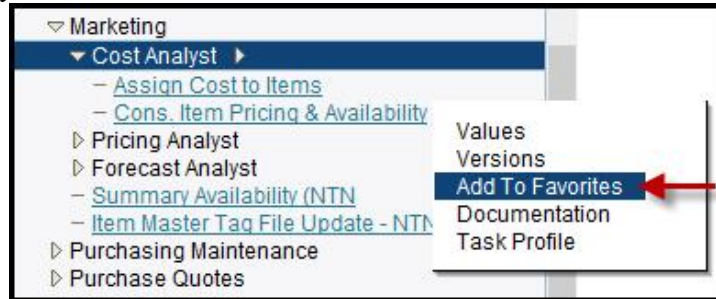 Marketing
Cost Analyst
– Assign Cost to Items
– Cons. Item Pricing & Availability
Pricing Analyst
Forecast Analyst
– Summary Availability (NTN
– Item Master Tag File Update - NTN
Purchasing Maintenance
Purchase Quotes
Values
Versions
Add To Favorites
Documentation
Task Profile